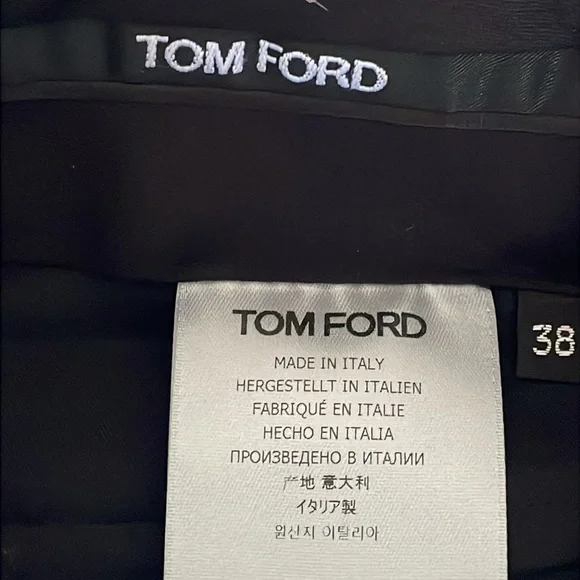 TOM FORD
TOM FORD
38
MADE IN ITALY
HERGESTELLT IN ITALIEN
FABRIQUÉ EN ITALIE
HECHO EN ITALIA
ПРОИЗВЕДЕНО В ИТАЛИИ
产地 意大利
イタリア製
원산지 이탈리아